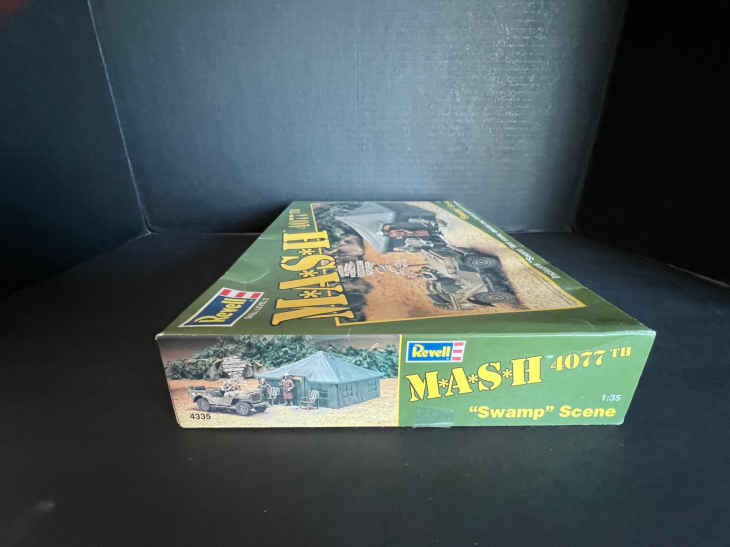 M*A*S*H 4077TH
Revell
Revell
M*A*S*H 4077TH
1:35
"Swamp" Scene
4335